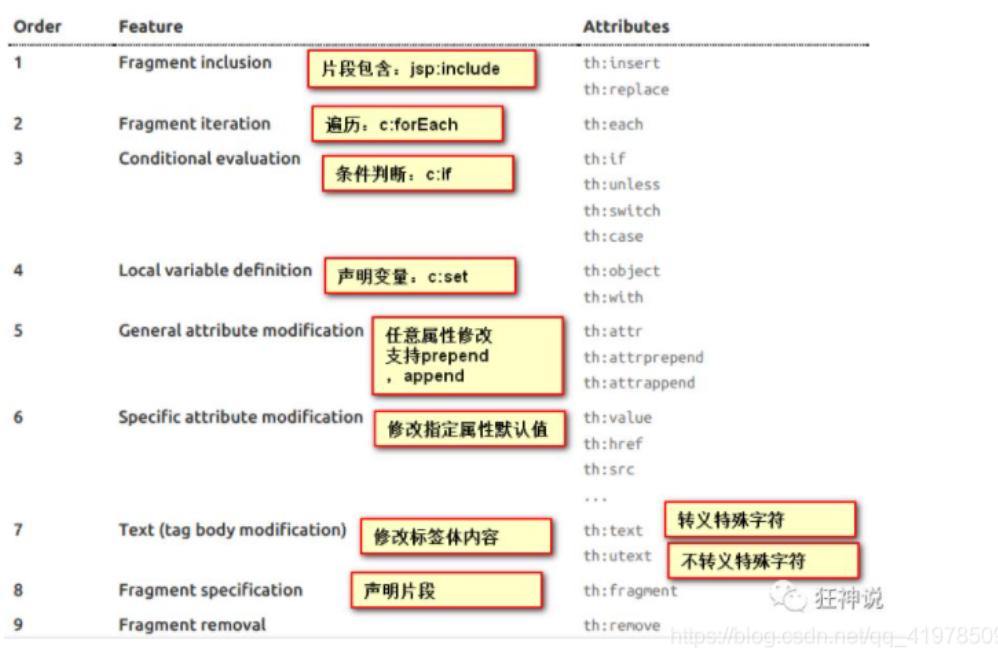 Order Feature Attributes
1 Fragment inclusion 片段包含：jsp:include th:insert
th:replace
2 Fragment iteration 遍历：c:forEach th:each
3 Conditional evaluation 条件判断：c:if th:if
th:unless
th:switch
th:case
4 Local variable definition 声明变量：c:set th:object
th:with
5 General attribute modification 任意属性修改 th:attr
支持prepend th:attrprepend
，append th:attrappend
6 Specific attribute modification 修改指定属性默认值 th:value
th:href
th:src
...
7 Text (tag body modification) 修改标签体内容 th:text 转义特殊字符
th:utext 不转义特殊字符
8 Fragment specification 声明片段 th:fragment
狂神说
9 Fragment removal th:remove
https://blog.csdn.net/qq_41978509